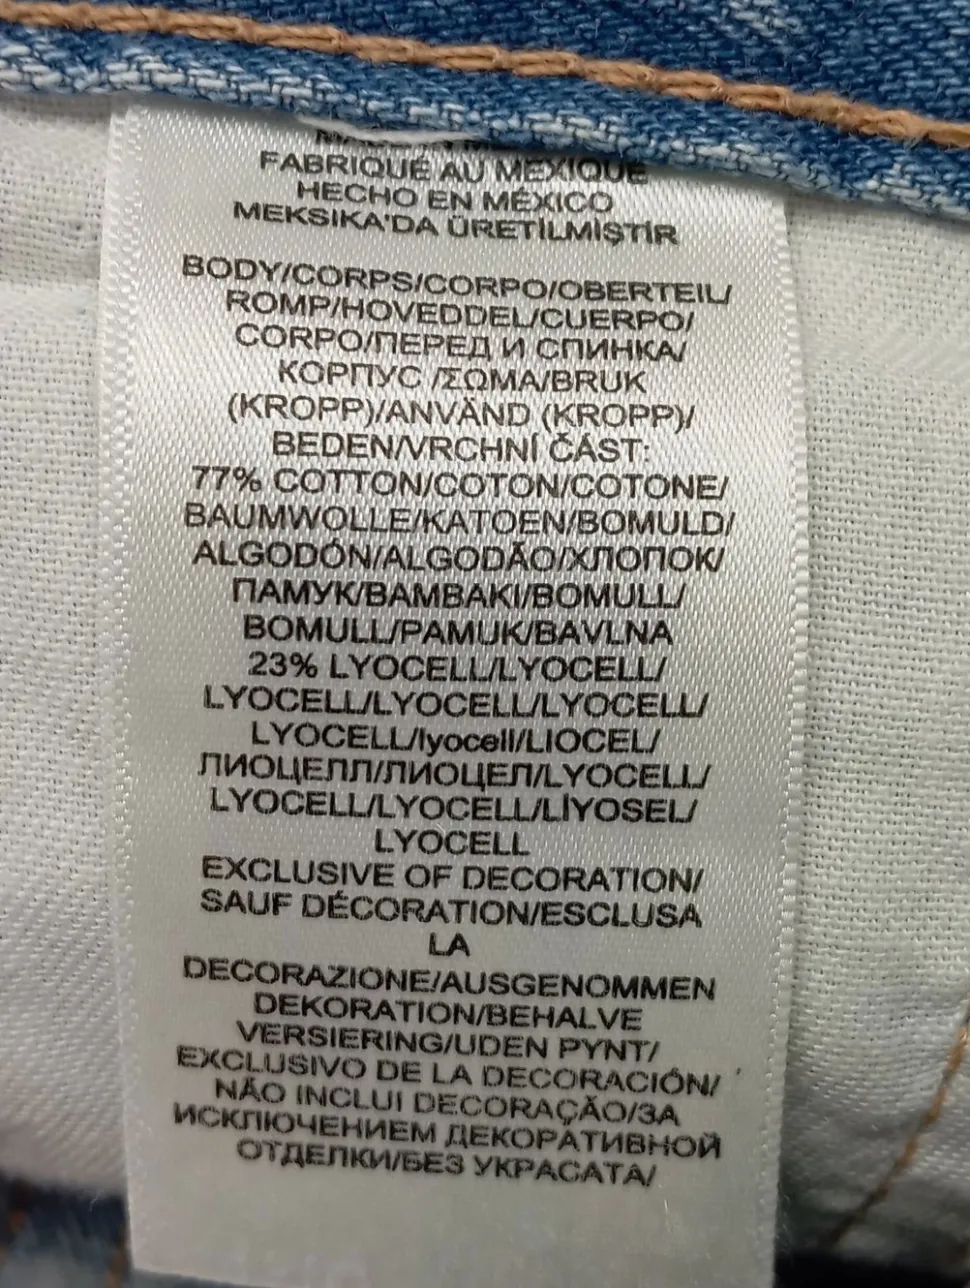 FABRIQUÉ AU MEXIQUE
HECHO EN MÉXICO
MEKSIKA'DA ÜRETİLMİŞTİR
BODY/CORPS/CORPO/OBERTEIL/
ROMP/HOVEDDEL/CUERPO/
CORPO/ПЕРЕД И СПИНКА/
КОРПУС /ΣΩΜΑ/BRUK
(KROPP)/ANVÄND (KROPP)/
BEDEN/VRCHNÍ ČÁST:
77% COTTON/COTON/COTONE/
BAUMWOLLE/KATOEN/BOMULD/
ALGODÓN/ALGODÃO/ХЛОПОК/
ПАМУК/ΒΑΜΒΑΚΙ/BOMULL/
BOMULL/PAMUK/BAVLNA
23% LYOCELL/LYOCELL/
LYOCELL/LYOCELL/LYOCELL/
LYOCELL/lyocell/LIOCEL/
ЛИОЦЕЛЛ/ЛИОЦЕЛ/LYOCELL/
LYOCELL/LYOCELL/LİYOSEL/
LYOCELL
EXCLUSIVE OF DECORATION/
SAUF DÉCORATION/ESCLUSA
LA
DECORAZIONE/AUSGENOMMEN
DEKORATION/BEHALVE
VERSIERING/UDEN PYNT/
EXCLUSIVO DE LA DECORACIÓN/
NÃO INCLUI DECORAÇÃO/ЗА
ИСКЛЮЧЕНИЕМ ДЕКОРАТИВНОЙ
ОТДЕЛКИ/БЕЗ УКРАСАТА/